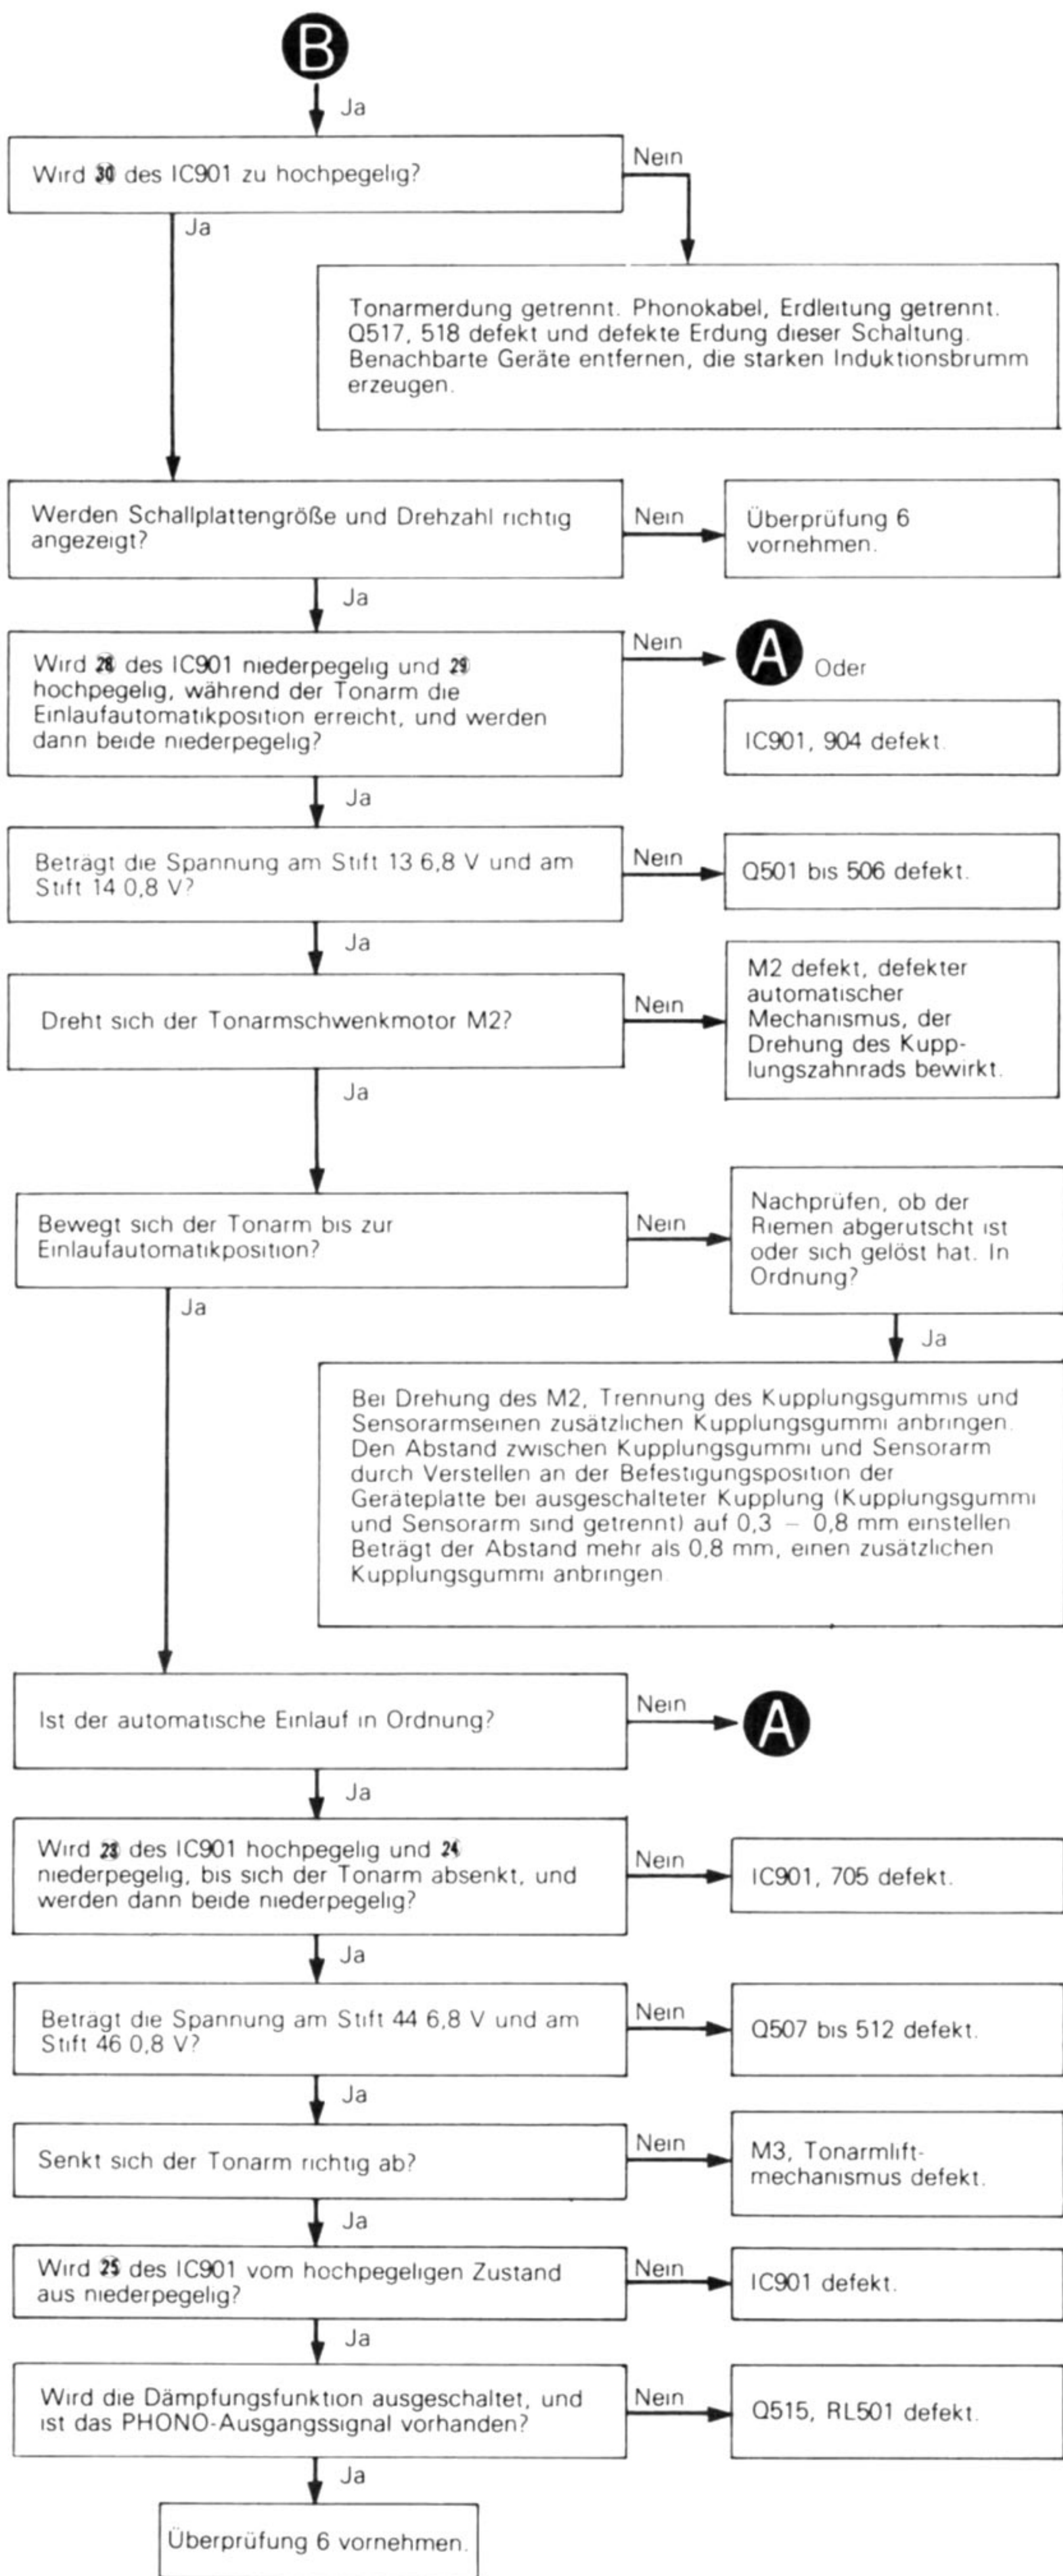 B
Ja
Wird 30 des IC901 zu hochpegelig?
Nein
Ja
Tonarmerdung getrennt. Phonokabel, Erdleitung getrennt.
Q517, 518 defekt und defekte Erdung dieser Schaltung.
Benachbarte Geräte entfernen, die starken Induktionsbrumm
erzeugen.
Werden Schallplattengröße und Drehzahl richtig
angezeigt?
Nein
Überprüfung 6
vornehmen.
Ja
Wird 28 des IC901 niederpegelig und 29
hochpegelig, während der Tonarm die
Einlaufautomatikposition erreicht, und werden
dann beide niederpegelig?
Nein
A Oder
IC901, 904 defekt.
Ja
Beträgt die Spannung am Stift 13 6,8 V und am
Stift 14 0,8 V?
Nein
Q501 bis 506 defekt.
Ja
Dreht sich der Tonarmschwenkmotor M2?
Nein
M2 defekt, defekter
automatischer
Mechanismus, der
Drehung des Kupp-
lungszahnrads bewirkt.
Ja
Bewegt sich der Tonarm bis zur
Einlaufautomatikposition?
Nein
Nachprüfen, ob der
Riemen abgerutscht ist
oder sich gelöst hat. In
Ordnung?
Ja
Ja
Bei Drehung des M2, Trennung des Kupplungsgummis und
Sensorarmseinen zusätzlichen Kupplungsgummi anbringen.
Den Abstand zwischen Kupplungsgummi und Sensorarm
durch Verstellen an der Befestigungsposition der
Geräteplatte bei ausgeschalteter Kupplung (Kupplungsgummi
und Sensorarm sind getrennt) auf 0,3 – 0,8 mm einstellen
Beträgt der Abstand mehr als 0,8 mm, einen zusätzlichen
Kupplungsgummi anbringen.
Ist der automatische Einlauf in Ordnung?
Nein
A
Ja
Wird 23 des IC901 hochpegelig und 24
niederpegelig, bis sich der Tonarm absenkt, und
werden dann beide niederpegelig?
Nein
IC901, 705 defekt.
Ja
Beträgt die Spannung am Stift 44 6,8 V und am
Stift 46 0,8 V?
Nein
Q507 bis 512 defekt.
Ja
Senkt sich der Tonarm richtig ab?
Nein
M3, Tonarmlift-
mechanismus defekt.
Ja
Wird 25 des IC901 vom hochpegeligen Zustand
aus niederpegelig?
Nein
IC901 defekt.
Ja
Wird die Dämpfungsfunktion ausgeschaltet, und
ist das PHONO-Ausgangssignal vorhanden?
Nein
Q515, RL501 defekt.
Ja
Überprüfung 6 vornehmen.